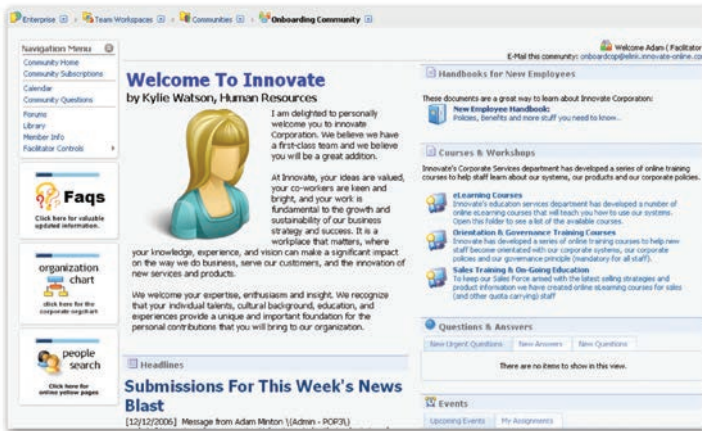 Enterprise › Team Workspaces › Communities › Onboarding Community
Navigation Menu
Community Home
Community Subscriptions
Calendar
Community Questions
Forums
Library
Member Info
Facilitator Controls
Faqs
Click here for valuable
updated information.
organization
chart
click here for the
corporate orgchart
people
search
Click here for
online yellow pages
Welcome To Innovate
by Kylie Watson, Human Resources
I am delighted to personally
welcome you to innovate
Corporation. We believe we have
a first-class team and we believe
you will be a great addition.
At Innovate, your ideas are valued,
your co-workers are keen and
bright, and your work is
fundamental to the growth and
sustainability of our business
strategy and success. It is a
workplace that matters, where
your knowledge, experience, and vision can make a significant impact
on the way we do business, serve our customers, and the innovation of
new services and products.
We welcome your expertise, enthusiasm and insight. We recognize
that your individual talents, cultural background, education, and
experiences provide a unique and important foundation for the
personal contributions that you will bring to our organization.
Headlines
Submissions For This Week's News
Blast
[12/12/2006] Message from Adam Minton \(Admin - POP3\)
Welcome Adam ( Facilitator
E-Mail this community: onboardcop@elink.innovate-online.co
Handbooks for New Employees
These documents are a great way to learn about Innovate Corporation:
New Employee Handbook:
Policies, benefits and more stuff you need to know..
Courses & Workshops
Innovate's Corporate Services department has developed a series of online training
courses to help staff learn about our systems, our products and our corporate policies.
eLearning Courses
Innovate's education services department has developed a number of
online eLearning courses that will teach you how to use our systems.
Open this folder to see a list of the available courses.
Orientation & Governance Training Courses
Innovate has developed a series of online training courses to help new
staff become orientated with our corporate systems, our corporate
policies and our governance principle (mandatory for all staff).
Sales Training & On-Going Education
To keep our Sales Force armed with the latest selling strategies and
product information we have created online eLearning courses for sales
(and other quota carrying) staff
Questions & Answers
New Urgent Questions New Answers New Questions
There are no items to show in this view.
Events
Upcoming Events My Assignments